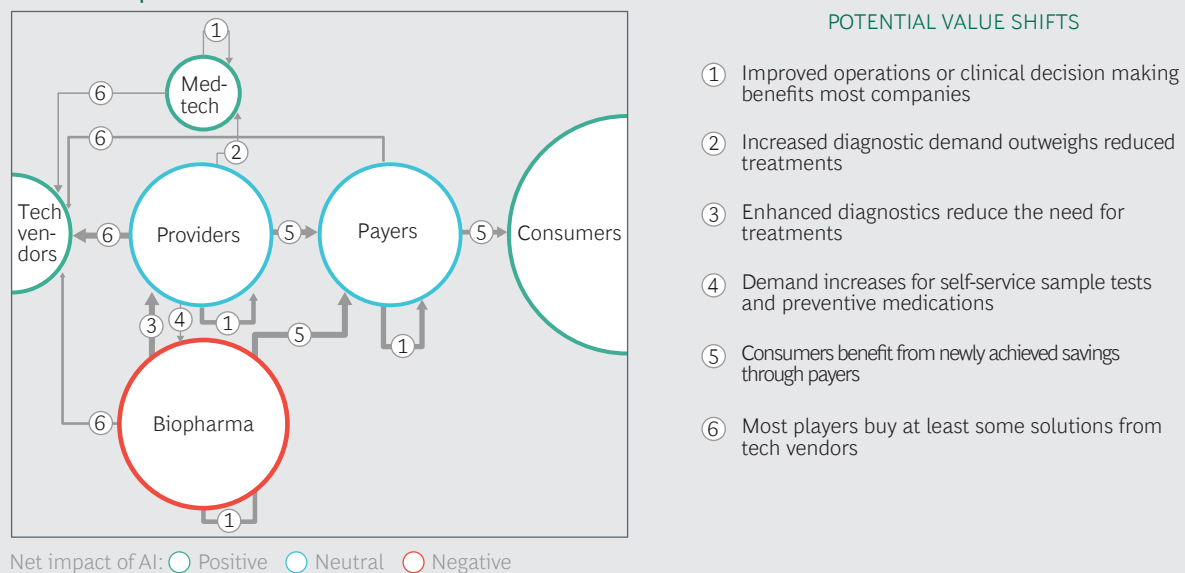 1
Med-
tech
6
6
2
Tech
ven-
dors
6
Providers
5
Payers
5
Consumers
3
4
1
5
1
6
Biopharma
1
Net impact of AI: Positive Neutral Negative
POTENTIAL VALUE SHIFTS
1 Improved operations or clinical decision making
benefits most companies
2 Increased diagnostic demand outweighs reduced
treatments
3 Enhanced diagnostics reduce the need for
treatments
4 Demand increases for self-service sample tests
and preventive medications
5 Consumers benefit from newly achieved savings
through payers
6 Most players buy at least some solutions from
tech vendors